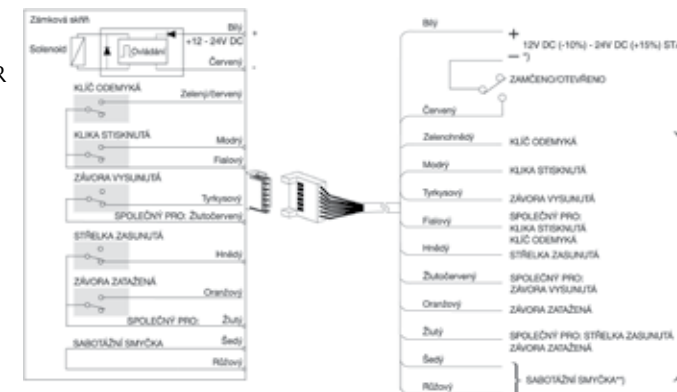 R
Zámková skříň
Bílý
+
+12 - 24V DC
Solenoid
Ovládání
Červený
-
KLÍČ ODEMYKÁ
Zelený/červený
KLIKA STISKNUTÁ
Modrý
Fialový
ZÁVORA VYSUNUTÁ
Tyrkysový
SPOLEČNÝ PRO: Žlutočervený
STŘELKA ZASUNUTÁ
Hnědý
ZÁVORA ZATAŽENÁ
Oranžový
SPOLEČNÝ PRO: Žlutý
SABOTÁŽNÍ SMYČKA
Šedý
Růžový
Bílý
+
12V DC (-10%) - 24V DC (+15%) STA
— *)
ZAMČENO/OTEVŘENO
Červený
Zelenohnědý
KLÍČ ODEMYKÁ
Modrý
KLIKA STISKNUTÁ
Tyrkysový
ZÁVORA VYSUNUTÁ
Fialový
SPOLEČNÝ PRO:
KLIKA STISKNUTÁ
KLÍČ ODEMYKÁ
Hnědý
STŘELKA ZASUNUTÁ
Žlutočervený
SPOLEČNÝ PRO:
ZÁVORA VYSUNUTÁ
Oranžový
ZÁVORA ZATAŽENÁ
Žlutý
SPOLEČNÝ PRO: STŘELKA ZASUNUTÁ
ZÁVORA ZATAŽENÁ
Šedý
SABOTÁŽNÍ SMYČKA**)
Růžový